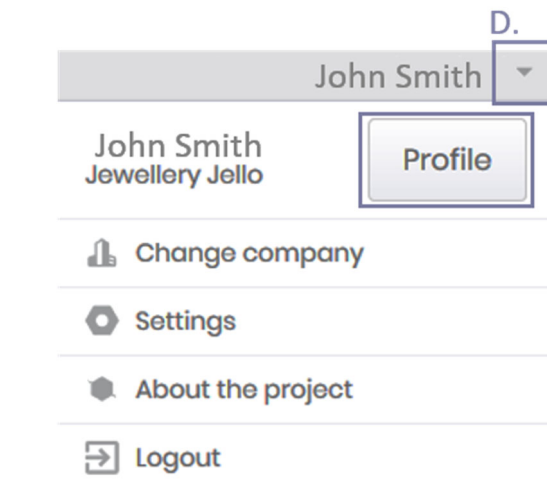 D.
John Smith
John Smith
Profile
Jewellery Jello
Change company
Settings
About the project
Logout